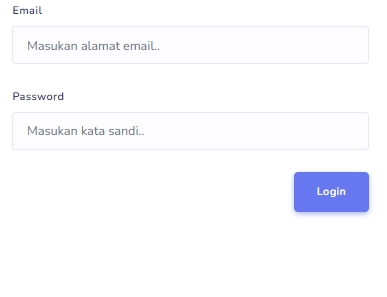 Email
Masukan alamat email..
Password
Masukan kata sandi..
Login